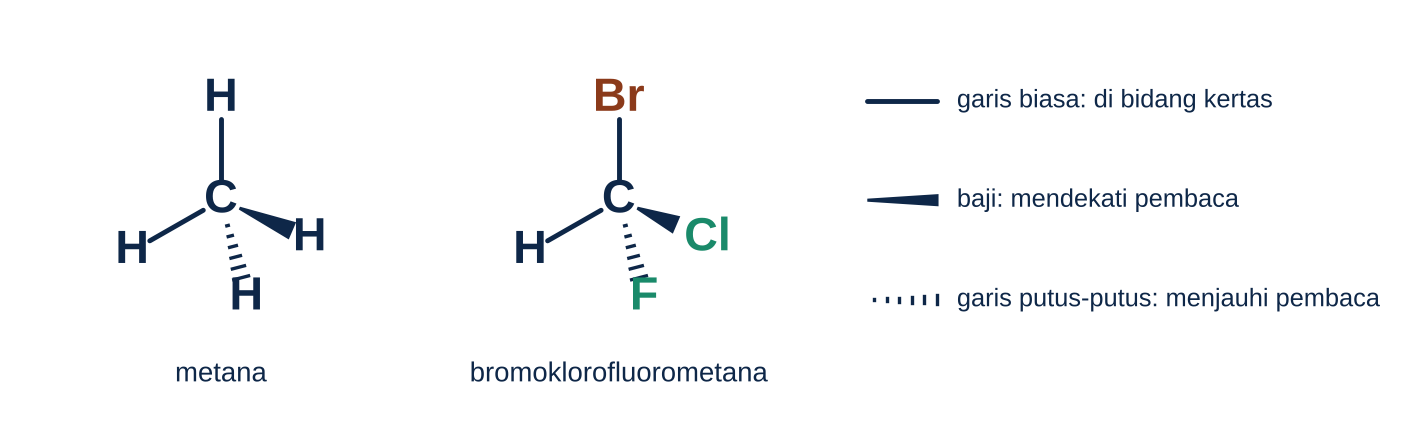 H
C
H
H
H
metana
Br
C
H
Cl
F
bromoklorofluorometana
garis biasa: di bidang kertas
baji: mendekati pembaca
garis putus-putus: menjauhi pembaca